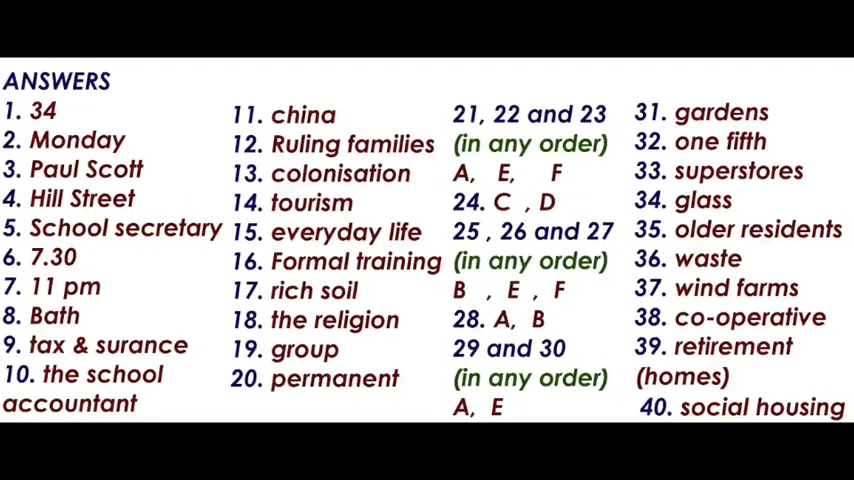 ANSWERS
1. 34
2. Monday
3. Paul Scott
4. Hill Street
5. School secretary
6. 7.30
7. 11 pm
8. Bath
9. tax & surance
10. the school
accountant
11. china
12. Ruling families
13. colonisation
14. tourism
15. everyday life
16. Formal training
17. rich soil
18. the religion
19. group
20. permanent
21, 22 and 23
(in any order)
A, E, F
24. C , D
25 , 26 and 27
(in any order)
B , E , F
28. A, B
29 and 30
(in any order)
A, E
31. gardens
32. one fifth
33. superstores
34. glass
35. older residents
36. waste
37. wind farms
38. co-operative
39. retirement
(homes)
40. social housing